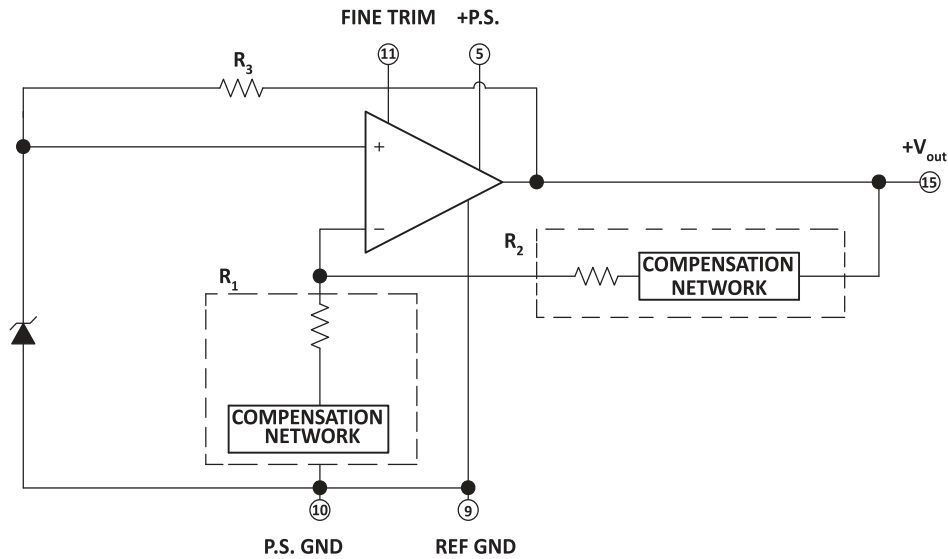 FINE TRIM +P.S.
11 5
R3
+
+Vout
15
−
R2
COMPENSATION
NETWORK
R1
COMPENSATION
NETWORK
10 9
P.S. GND REF GND